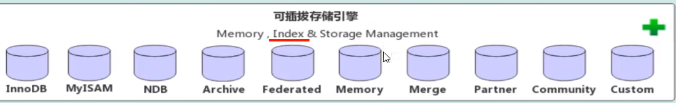 可插拔存储引擎
Memory , Index & Storage Management
InnoDB MyISAM NDB Archive Federated Memory Merge Partner Community Custom